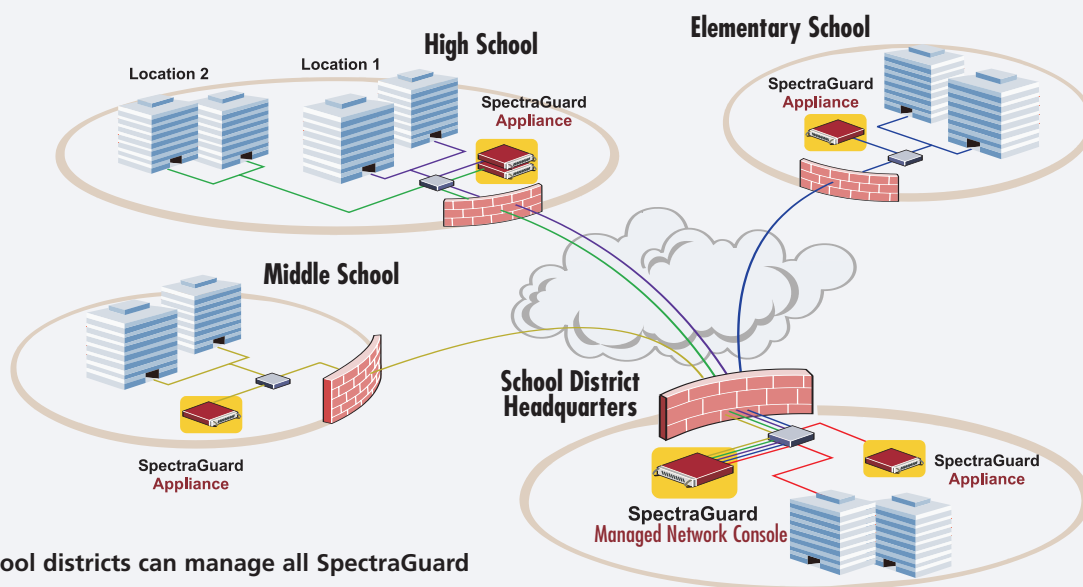 Elementary School
High School
Location 2
Location 1
SpectraGuard
Appliance
SpectraGuard
Appliance
Middle School
School District
Headquarters
SpectraGuard
Appliance
SpectraGuard
Managed Network Console
SpectraGuard
Appliance
ool districts can manage all SpectraGuard